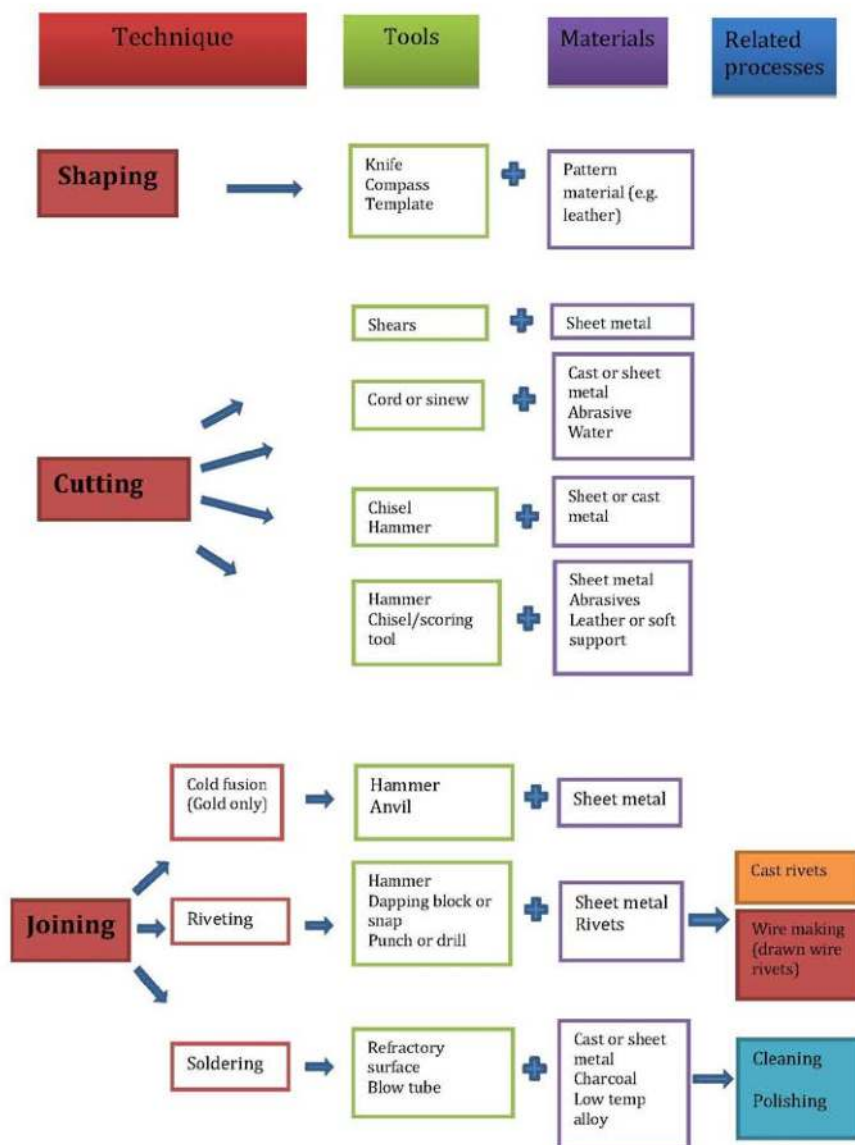 Technique
Tools
Materials
Related
processes
Shaping
Knife
Compass
Template
Pattern
material (e.g.
leather)
Cutting
Shears
Sheet metal
Cord or sinew
Cast or sheet
metal
Abrasive
Water
Chisel
Hammer
Sheet or cast
metal
Hammer
Chisel/scoring
tool
Sheet metal
Abrasives
Leather or soft
support
Joining
Cold fusion
(Gold only)
Hammer
Anvil
Sheet metal
Riveting
Hammer
Dapping block or
snap
Punch or drill
Sheet metal
Rivets
Cast rivets
Wire making
(drawn wire
rivets)
Soldering
Refractory
surface
Blow tube
Cast or sheet
metal
Charcoal
Low temp
alloy
Cleaning
Polishing